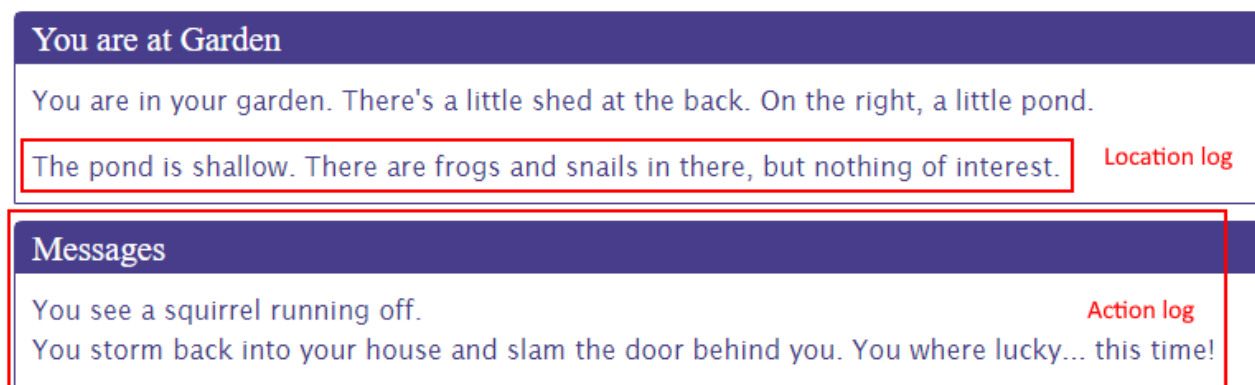 You are at Garden
You are in your garden. There's a little shed at the back. On the right, a little pond.
The pond is shallow. There are frogs and snails in there, but nothing of interest.
Location log
Messages
You see a squirrel running off.
Action log
You storm back into your house and slam the door behind you. You where lucky... this time!